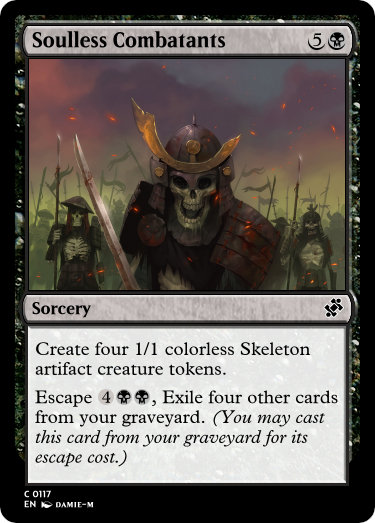 Soulless Combatants 5
Sorcery
Create four 1/1 colorless Skeleton
artifact creature tokens.
Escape 4, Exile four other cards
from your graveyard. (You may cast
this card from your graveyard for its
escape cost.)
C 0117
EN DAMIE-M